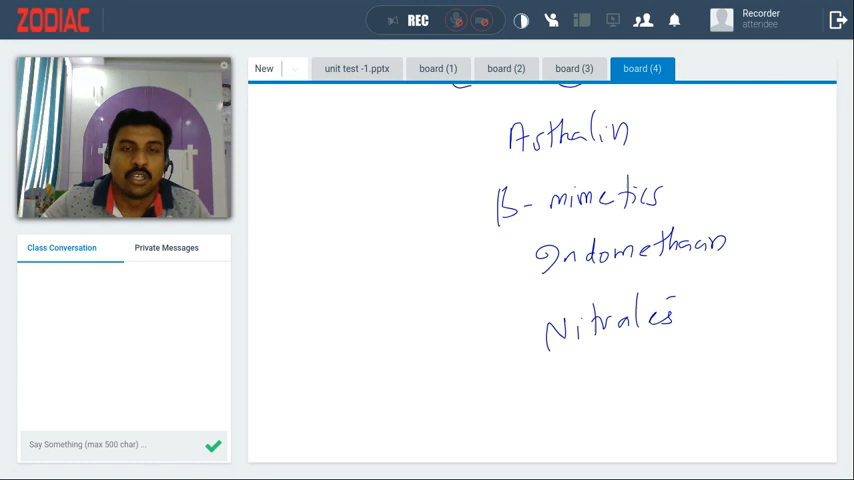 ZODIAC
REC
Recorder
attendee
New
unit test -1.pptx
board (1)
board (2)
board (3)
board (4)
Asthalin
β- mimetics
Indomethacin
Nitrates
Class Conversation
Private Messages
Say Something (max 500 char) ...